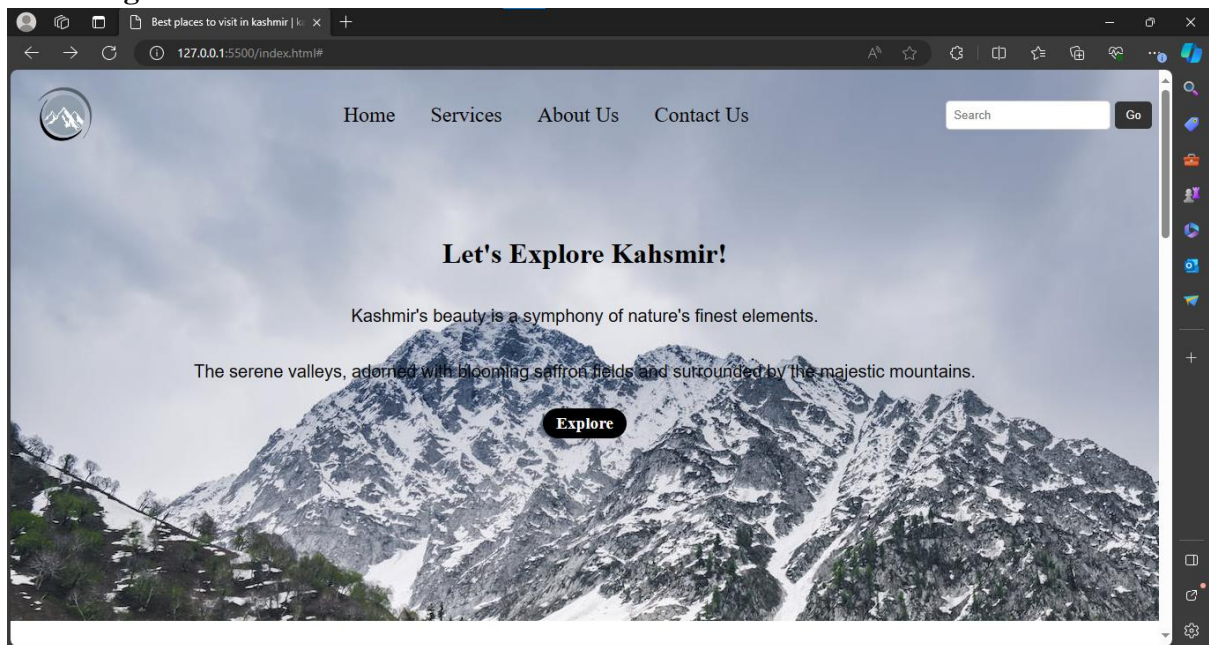 Best places to visit in kashmir | ka
127.0.0.1:5500/index.html#
Home Services About Us Contact Us
Search
Go
Let's Explore Kahsmir!
Kashmir's beauty is a symphony of nature's finest elements.
The serene valleys, adorned with blooming saffron fields and surrounded by the majestic mountains.
Explore